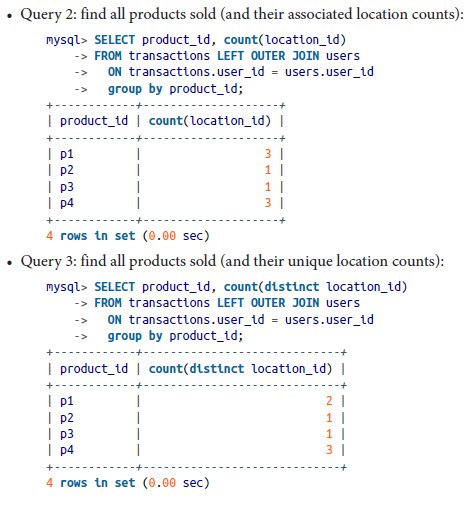 • Query 2: find all products sold (and their associated location counts):
mysql> SELECT product_id, count(location_id)
-> FROM transactions LEFT OUTER JOIN users
-> ON transactions.user_id = users.user_id
-> group by product_id;
+------------+--------------------+
| product_id | count(location_id) |
+------------+--------------------+
| p1 | 3 |
| p2 | 1 |
| p3 | 1 |
| p4 | 3 |
+------------+--------------------+
4 rows in set (0.00 sec)
• Query 3: find all products sold (and their unique location counts):
mysql> SELECT product_id, count(distinct location_id)
-> FROM transactions LEFT OUTER JOIN users
-> ON transactions.user_id = users.user_id
-> group by product_id;
+------------+-----------------------------+
| product_id | count(distinct location_id) |
+------------+-----------------------------+
| p1 | 2 |
| p2 | 1 |
| p3 | 1 |
| p4 | 3 |
+------------+-----------------------------+
4 rows in set (0.00 sec)